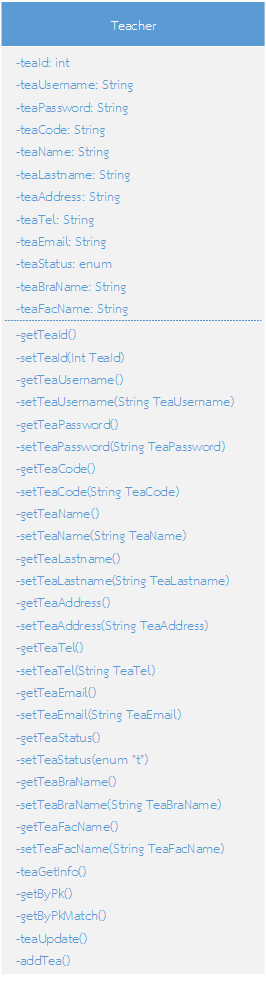 Teacher
-teaId: int
-teaUsername: String
-teaPassword: String
-teaCode: String
-teaName: String
-teaLastname: String
-teaAddress: String
-teaTel: String
-teaEmail: String
-teaStatus: enum
-teaBraName: String
-teaFacName: String
-getTeaId()
-setTeaId(Int TeaId)
-getTeaUsername()
-setTeaUsername(String TeaUsername)
-getTeaPassword()
-setTeaPassword(String TeaPassword)
-getTeaCode()
-setTeaCode(String TeaCode)
-getTeaName()
-setTeaName(String TeaName)
-getTeaLastname()
-setTeaLastname(String TeaLastname)
-getTeaAddress()
-setTeaAddress(String TeaAddress)
-getTeaTel()
-setTeaTel(String TeaTel)
-getTeaEmail()
-setTeaEmail(String TeaEmail)
-getTeaStatus()
-setTeaStatus(enum "t")
-getTeaBraName()
-setTeaBraName(String TeaBraName)
-getTeaFacName()
-setTeaFacName(String TeaFacName)
-teaGetInfo()
-getByPk()
-getByPkMatch()
-teaUpdate()
-addTea()